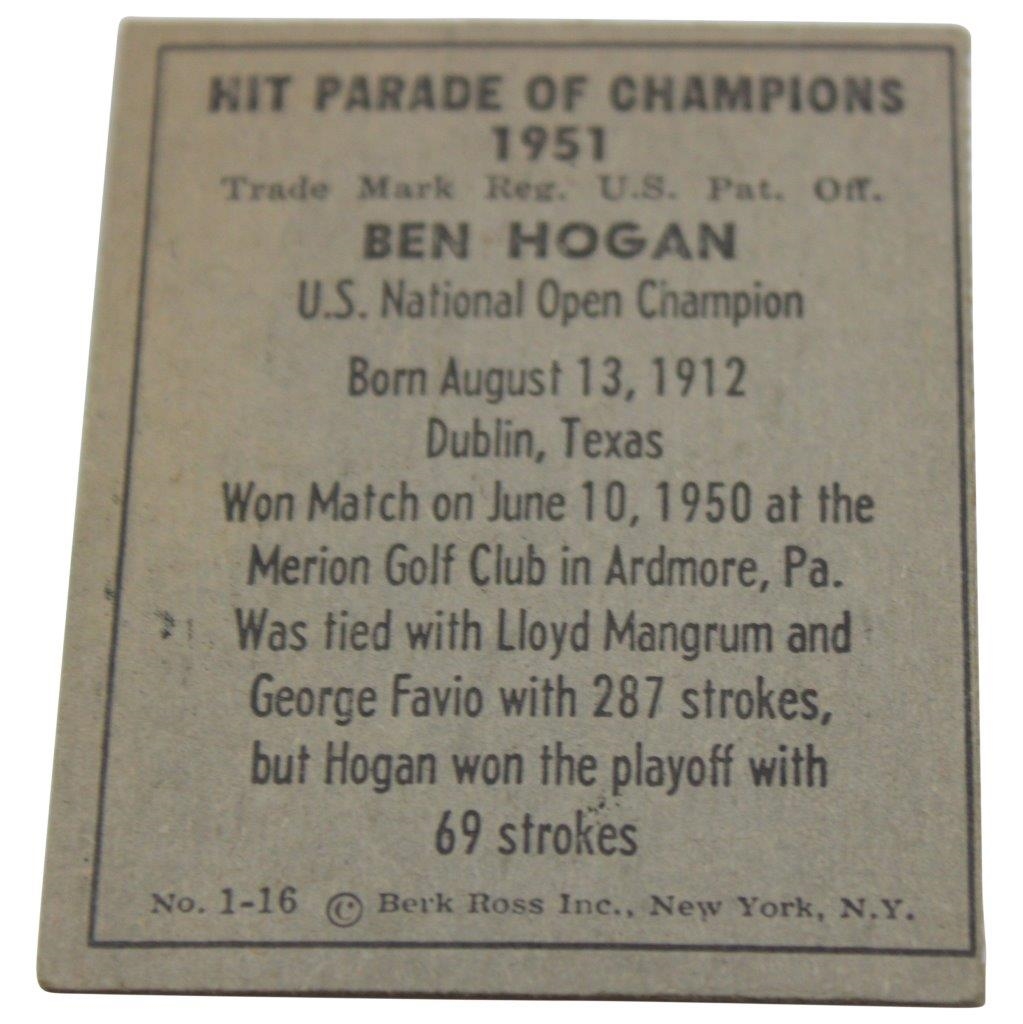 HIT PARADE OF CHAMPIONS
1951
Trade Mark Reg. U.S. Pat. Off.
BEN HOGAN
U.S. National Open Champion
Born August 13, 1912
Dublin, Texas
Won Match on June 10, 1950 at the
Merion Golf Club in Ardmore, Pa.
Was tied with Lloyd Mangrum and
George Favio with 287 strokes,
but Hogan won the playoff with
69 strokes
No. 1-16 © Berk Ross Inc., New York, N.Y.